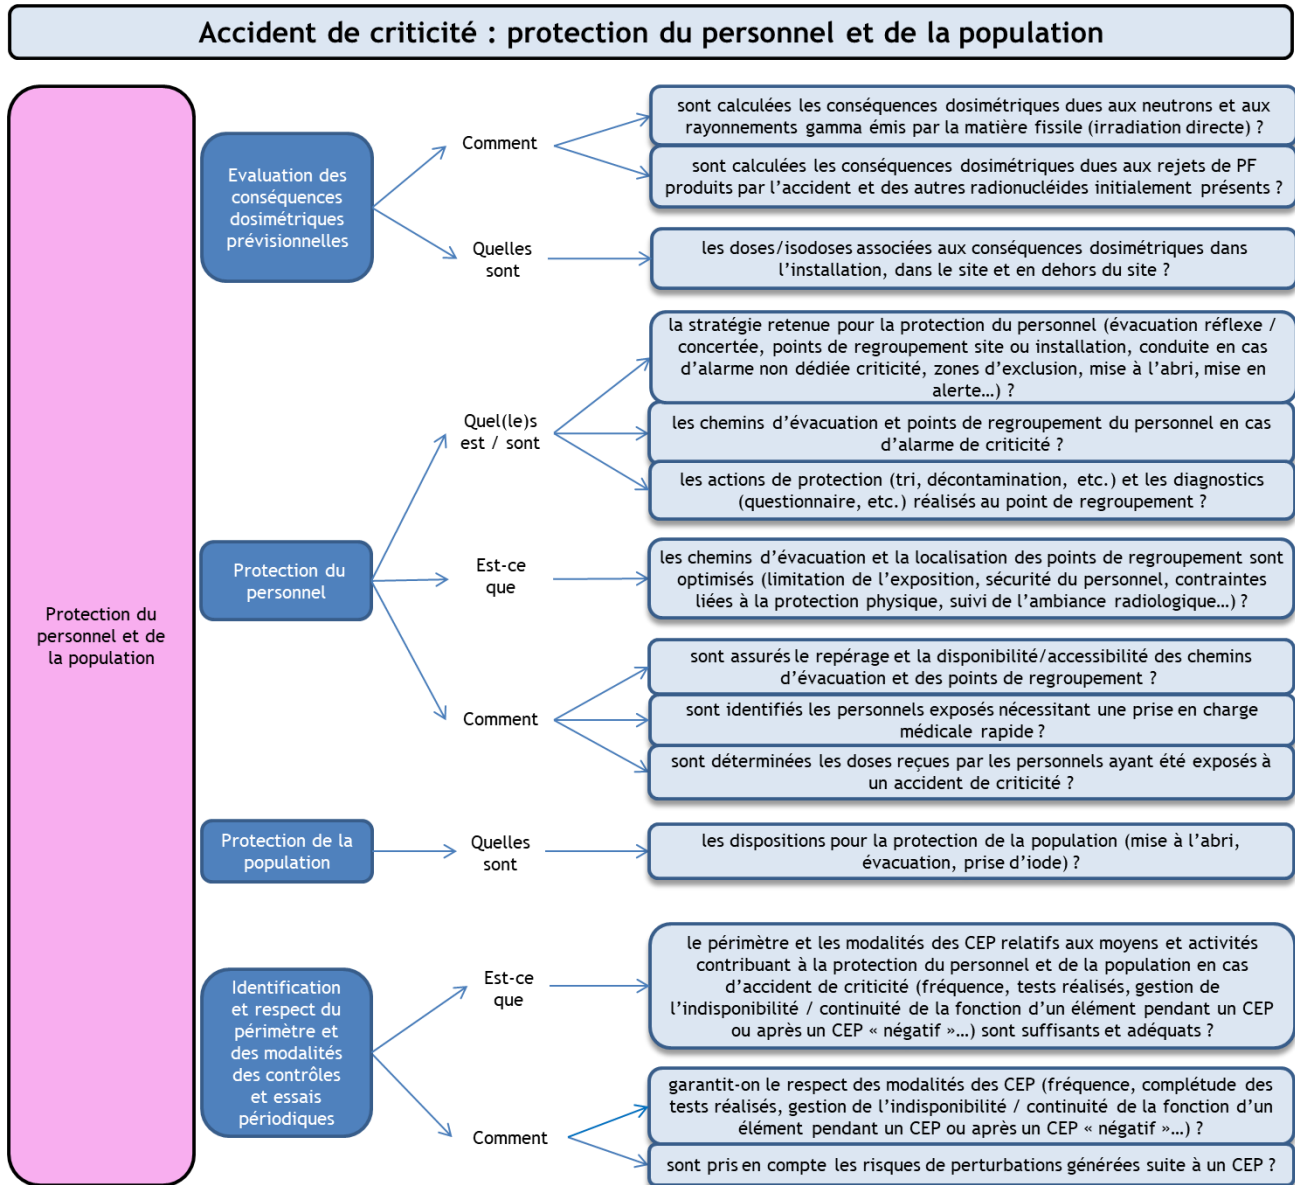 Accident de criticité : protection du personnel et de la population
Protection du
personnel et de
la population
Evaluation des
conséquences
dosimétriques
prévisionnelles
Comment
sont calculées les conséquences dosimétriques dues aux neutrons et aux
rayonnements gamma émis par la matière fissile (irradiation directe) ?
sont calculées les conséquences dosimétriques dues aux rejets de PF
produits par l’accident et des autres radionucléides initialement présents ?
Quelles
sont
les doses/isodoses associées aux conséquences dosimétriques dans
l’installation, dans le site et en dehors du site ?
Protection du
personnel
Quel(le)s
est / sont
la stratégie retenue pour la protection du personnel (évacuation réflexe /
concertée, points de regroupement site ou installation, conduite en cas
d’alarme non dédiée criticité, zones d’exclusion, mise à l’abri, mise en
alerte…) ?
les chemins d’évacuation et points de regroupement du personnel en cas
d’alarme de criticité ?
les actions de protection (tri, décontamination, etc.) et les diagnostics
(questionnaire, etc.) réalisés au point de regroupement ?
Est-ce
que
les chemins d’évacuation et la localisation des points de regroupement sont
optimisés (limitation de l’exposition, sécurité du personnel, contraintes
liées à la protection physique, suivi de l’ambiance radiologique…) ?
Comment
sont assurés le repérage et la disponibilité/accessibilité des chemins
d’évacuation et des points de regroupement ?
sont identifiés les personnels exposés nécessitant une prise en charge
médicale rapide ?
sont déterminées les doses reçues par les personnels ayant été exposés à
un accident de criticité ?
Protection de la
population
Quelles
sont
les dispositions pour la protection de la population (mise à l’abri,
évacuation, prise d’iode) ?
Identification
et respect du
périmètre et
des modalités
des contrôles
et essais
périodiques
Est-ce
que
le périmètre et les modalités des CEP relatifs aux moyens et activités
contribuant à la protection du personnel et de la population en cas
d’accident de criticité (fréquence, tests réalisés, gestion de
l’indisponibilité / continuité de la fonction d’un élément pendant un CEP
ou après un CEP « négatif »…) sont suffisants et adéquats ?
Comment
garantit-on le respect des modalités des CEP (fréquence, complétude des
tests réalisés, gestion de l’indisponibilité / continuité de la fonction d’un
élément pendant un CEP ou après un CEP « négatif »…) ?
sont pris en compte les risques de perturbations générées suite à un CEP ?